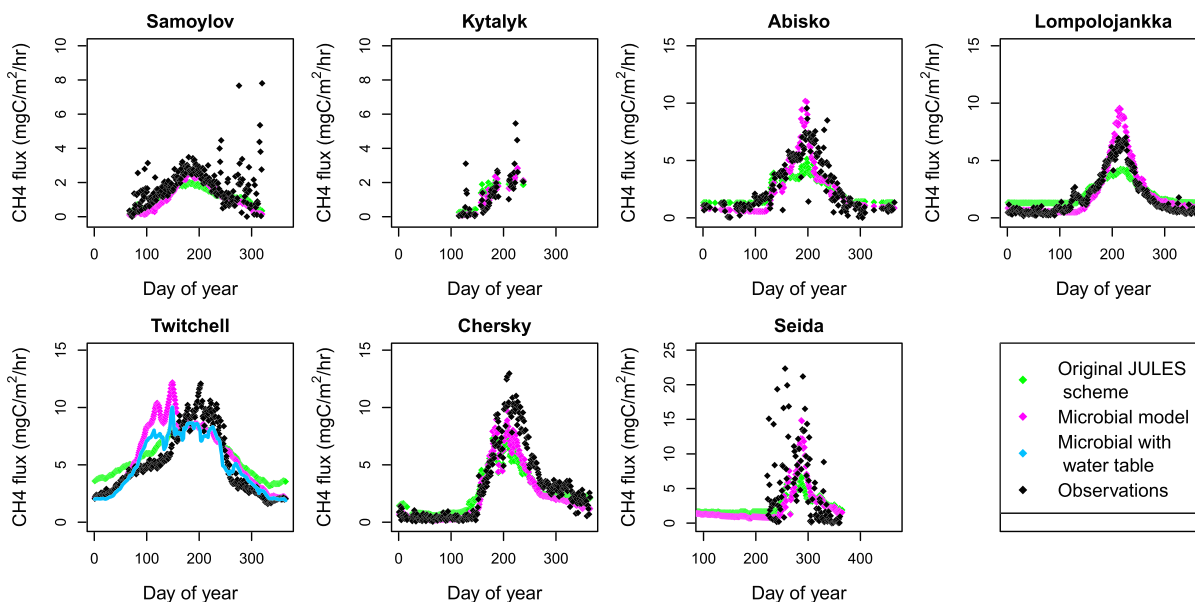 Samoylov
CH4 flux (mgC/m²/hr)
0 2 4 6 8 10
0 100 200 300
Day of year
Kytalyk
CH4 flux (mgC/m²/hr)
0 2 4 6 8 10
0 100 200 300
Day of year
Abisko
CH4 flux (mgC/m²/hr)
0 5 10 15
0 100 200 300
Day of year
Lompolojankka
CH4 flux (mgC/m²/hr)
0 5 10 15
0 100 200 300
Day of year
Twitchell
CH4 flux (mgC/m²/hr)
0 5 10 15
0 100 200 300
Day of year
Chersky
CH4 flux (mgC/m²/hr)
0 5 10 15
0 100 200 300
Day of year
Seida
CH4 flux (mgC/m²/hr)
0 5 10 15 20 25
100 200 300 400
Day of year
Original JULES
scheme
Microbial model
Microbial with
water table
Observations